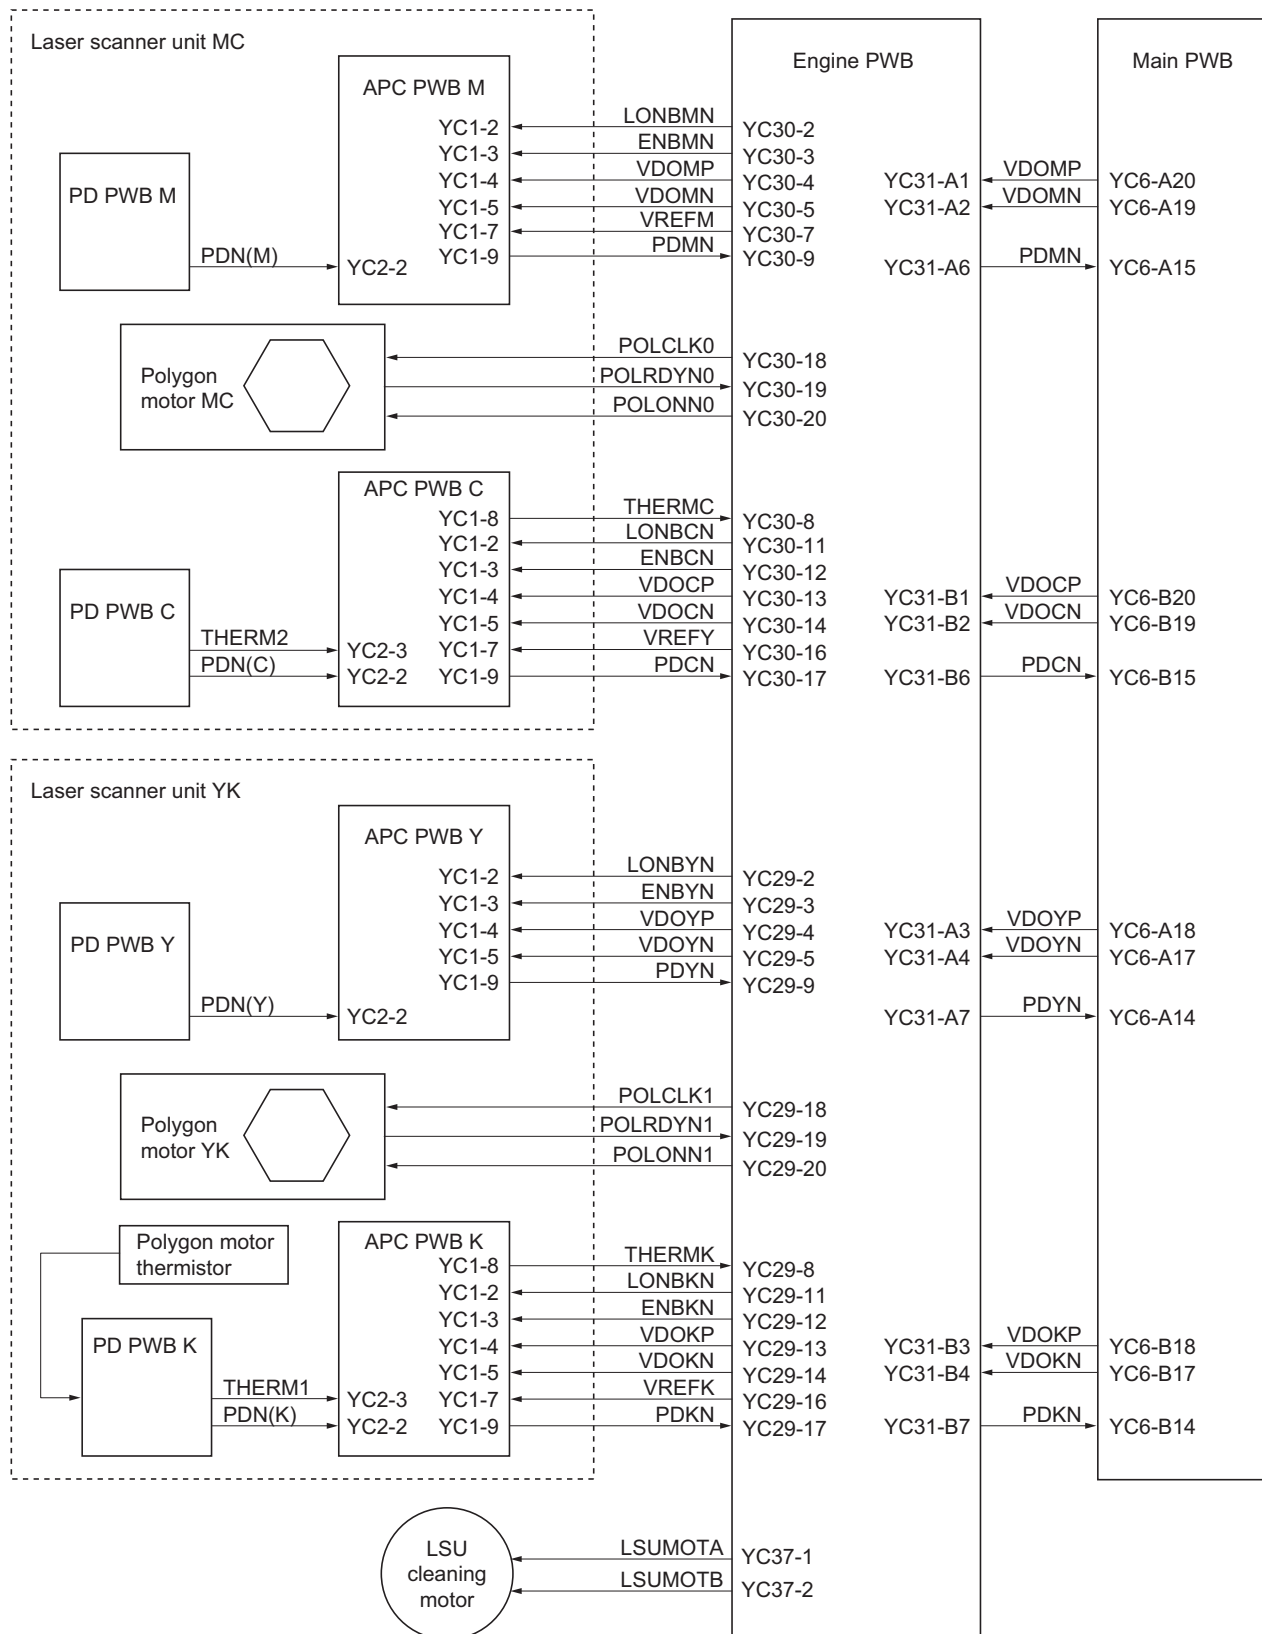 Laser scanner unit MC
APC PWB M
YC1-2
YC1-3
YC1-4
YC1-5
YC1-7
YC1-9
YC2-2
PD PWB M
PDN(M)
LONBMN
ENBMN
VDOMP
VDOMN
VREFM
PDMN
Engine PWB
YC30-2
YC30-3
YC30-4
YC30-5
YC30-7
YC30-9
YC31-A1
YC31-A2
YC31-A6
VDOMP
VDOMN
PDMN
Main PWB
YC6-A20
YC6-A19
YC6-A15
Polygon
motor MC
POLCLK0
POLRDYN0
POLONN0
YC30-18
YC30-19
YC30-20
APC PWB C
YC1-8
YC1-2
YC1-3
YC1-4
YC1-5
YC1-7
YC1-9
YC2-3
YC2-2
PD PWB C
THERM2
PDN(C)
THERMC
LONBCN
ENBCN
VDOCP
VDOCN
VREFY
PDCN
YC30-8
YC30-11
YC30-12
YC30-13
YC30-14
YC30-16
YC30-17
YC31-B1
YC31-B2
YC31-B6
VDOCP
VDOCN
PDCN
YC6-B20
YC6-B19
YC6-B15
Laser scanner unit YK
APC PWB Y
YC1-2
YC1-3
YC1-4
YC1-5
YC1-9
YC2-2
PD PWB Y
PDN(Y)
LONBYN
ENBYN
VDOYP
VDOYN
PDYN
YC29-2
YC29-3
YC29-4
YC29-5
YC29-9
YC31-A3
YC31-A4
YC31-A7
VDOYP
VDOYN
PDYN
YC6-A18
YC6-A17
YC6-A14
Polygon
motor YK
POLCLK1
POLRDYN1
POLONN1
YC29-18
YC29-19
YC29-20
Polygon motor
thermistor
APC PWB K
YC1-8
YC1-2
YC1-3
YC1-4
YC1-5
YC1-7
YC1-9
YC2-3
YC2-2
PD PWB K
THERM1
PDN(K)
THERMK
LONBKN
ENBKN
VDOKP
VDOKN
VREFK
PDKN
YC29-8
YC29-11
YC29-12
YC29-13
YC29-14
YC29-16
YC29-17
YC31-B3
YC31-B4
YC31-B7
VDOKP
VDOKN
PDKN
YC6-B18
YC6-B17
YC6-B14
LSU
cleaning
motor
LSUMOTA
LSUMOTB
YC37-1
YC37-2